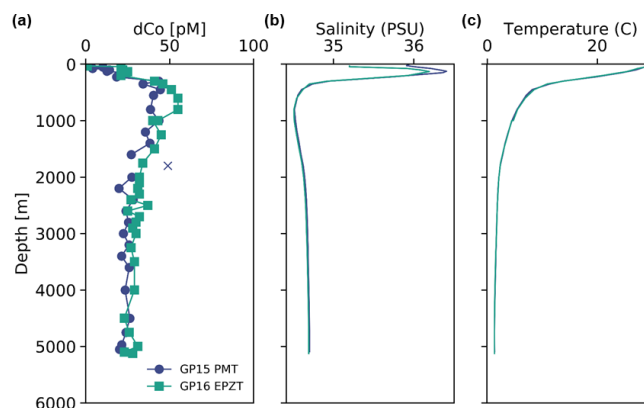 (a) dCo [pM]
0 50 100
(b) Salinity (PSU)
35 36
(c) Temperature (C)
0 20
Depth [m]
0
1000
2000
3000
4000
5000
6000
GP15 PMT
GP16 EPZT